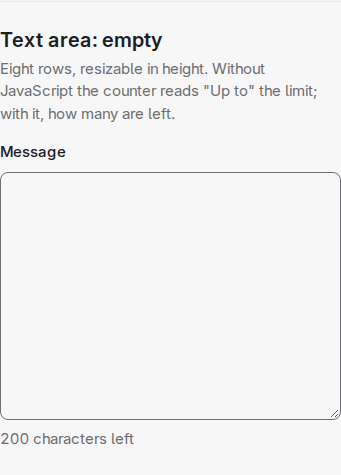 Text area: empty
Eight rows, resizable in height. Without
JavaScript the counter reads "Up to" the limit;
with it, how many are left.
Message
200 characters left